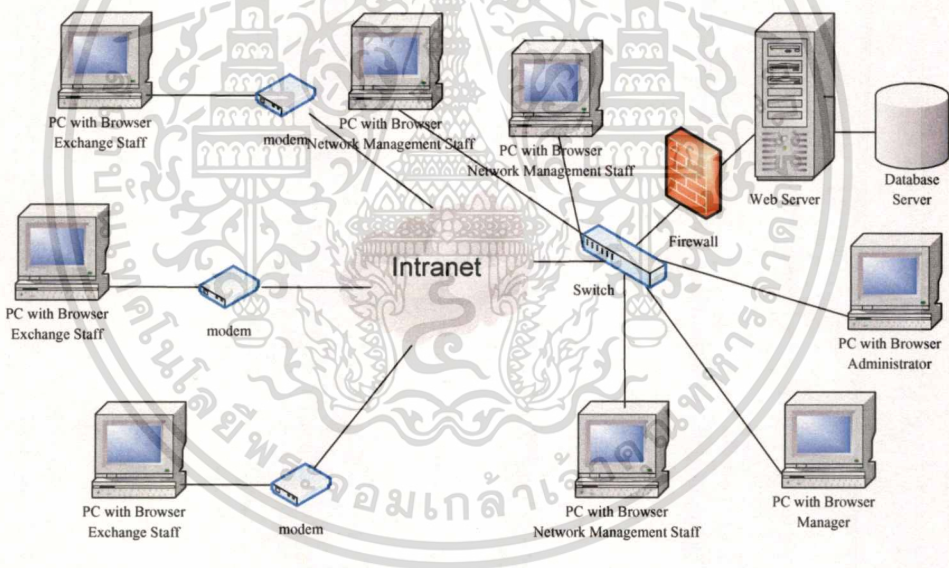 PC with Browser
Exchange Staff
modem
PC with Browser
Network Management Staff
PC with Browser
Network Management Staff
Web Server
Database
Server
Firewall
Intranet
Switch
PC with Browser
Exchange Staff
modem
PC with Browser
Administrator
PC with Browser
Exchange Staff
modem
PC with Browser
Network Management Staff
PC with Browser
Manager